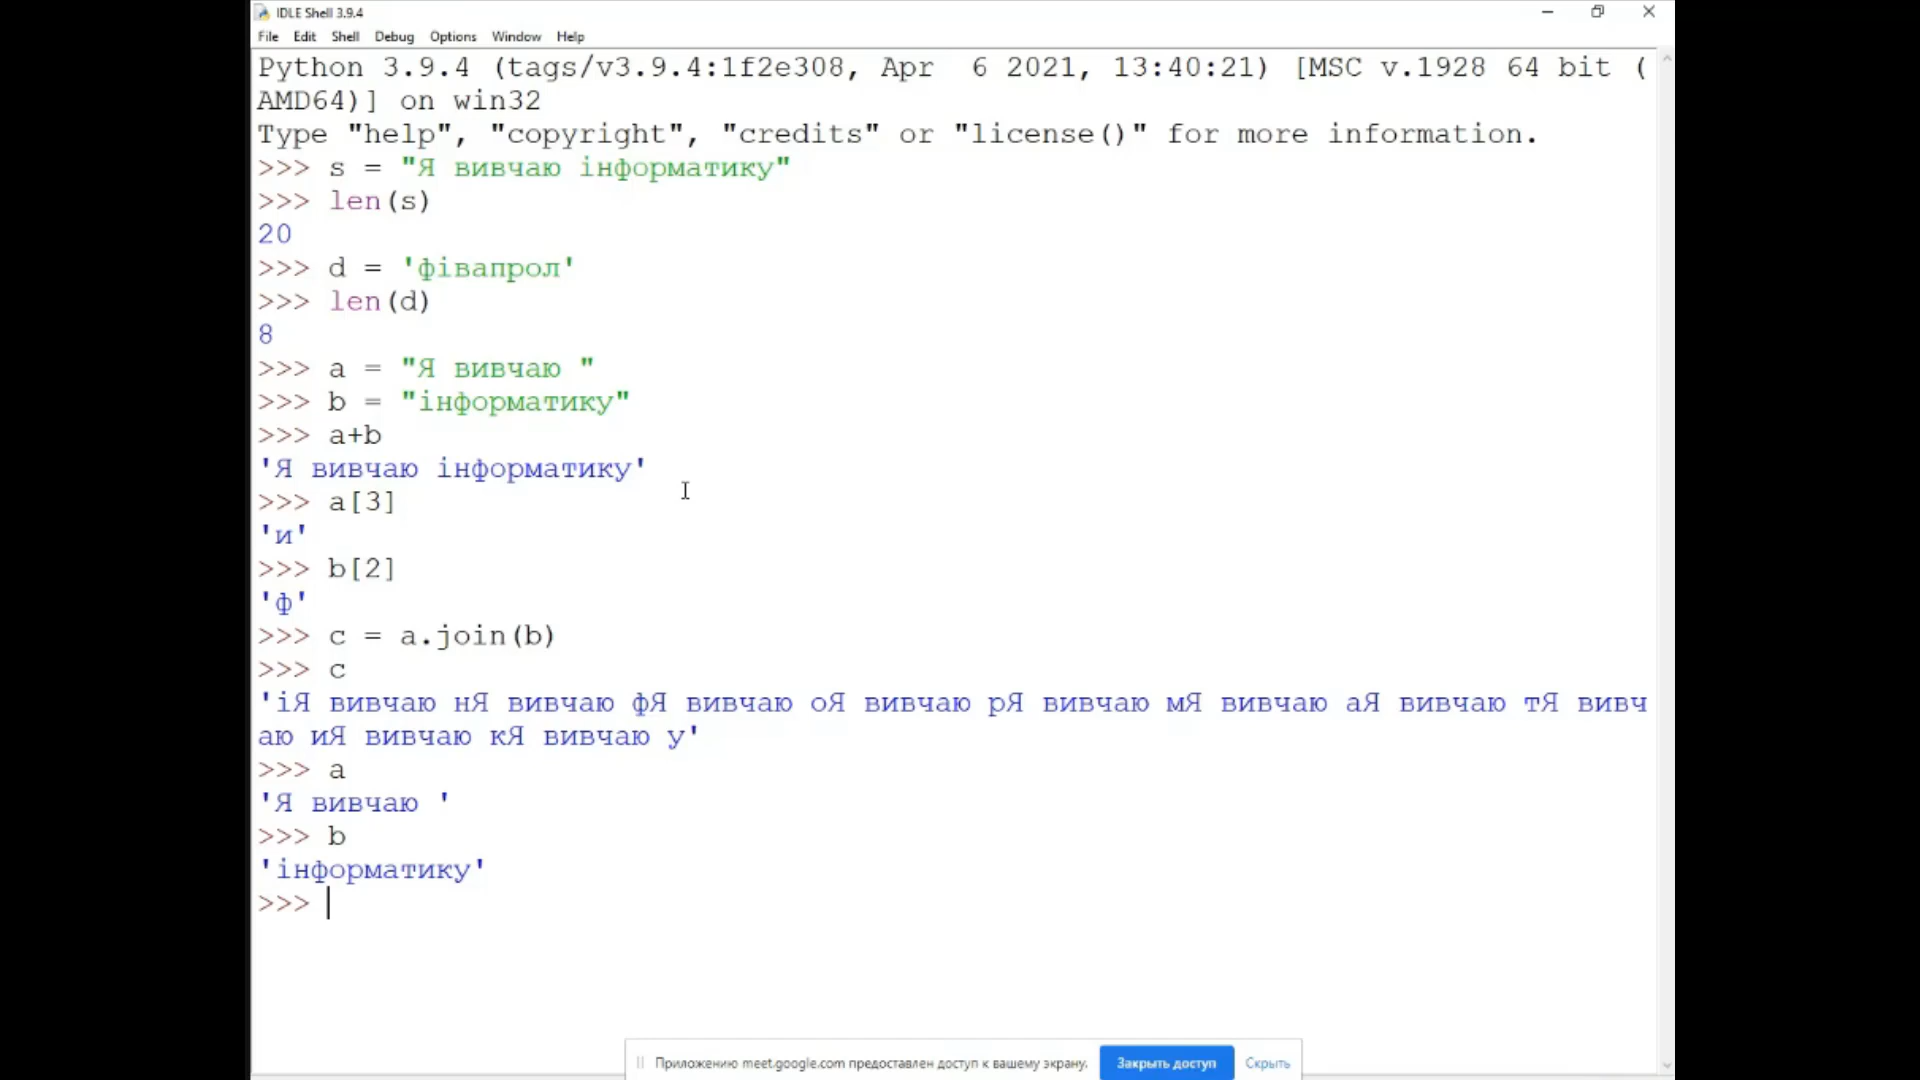 IDLE Shell 3.9.4
File Edit Shell Debug Options Window Help
Python 3.9.4 (tags/v3.9.4:1f2e308, Apr  6 2021, 13:40:21) [MSC v.1928 64 bit (
AMD64)] on win32
Type "help", "copyright", "credits" or "license()" for more information.
>>> s = "Я вивчаю інформатику"
>>> len(s)
20
>>> d = 'фівапрол'
>>> len(d)
8
>>> a = "Я вивчаю "
>>> b = "інформатику"
>>> a+b
'Я вивчаю інформатику'
>>> a[3]
'и'
>>> b[2]
'ф'
>>> c = a.join(b)
>>> c
'іЯ вивчаю нЯ вивчаю фЯ вивчаю оЯ вивчаю рЯ вивчаю мЯ вивчаю аЯ вивчаю тЯ вивч
аю иЯ вивчаю кЯ вивчаю у'
>>> a
'Я вивчаю '
>>> b
'інформатику'
>>>
Приложению meet.google.com предоставлен доступ к вашему экрану. Закрыть доступ Скрыть